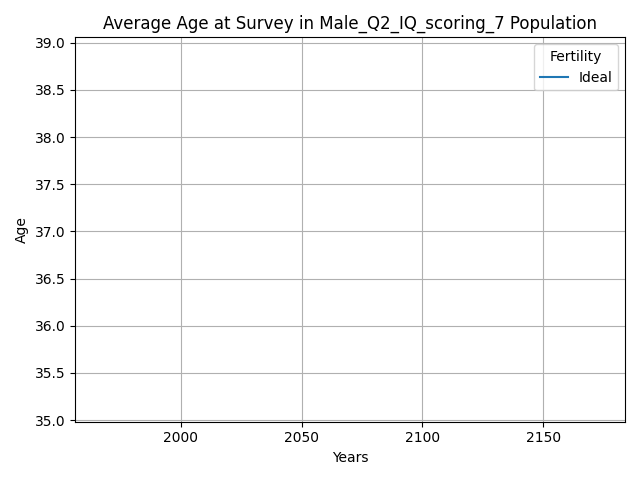 Average Age at Survey in Male_Q2_IQ_scoring_7 Population
39.0
38.5
38.0
37.5
37.0
36.5
36.0
35.5
35.0
Age
Fertility
Ideal
2000 2050 2100 2150
Years